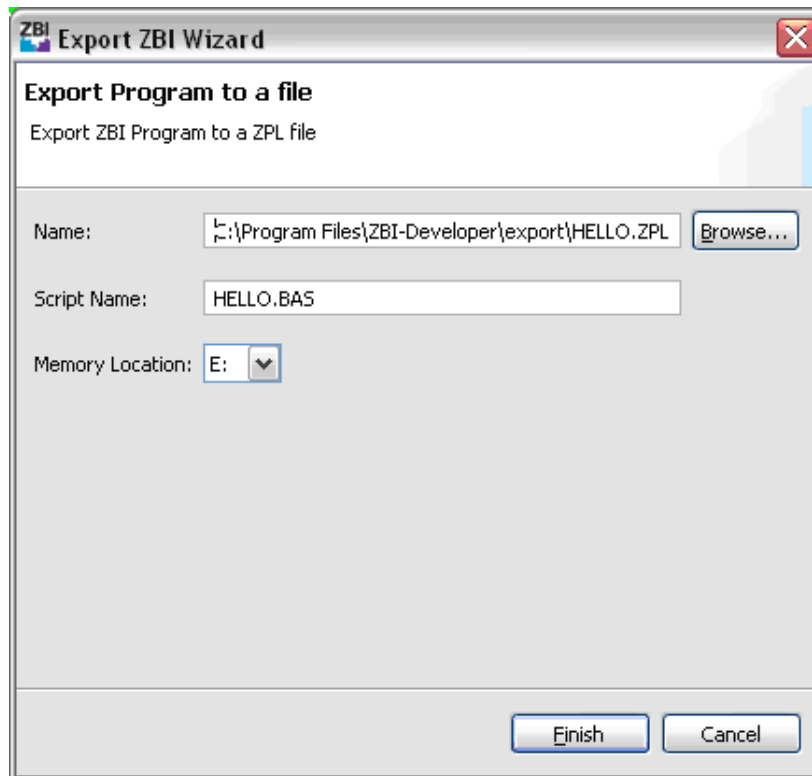 ZBI Export ZBI Wizard
Export Program to a file
Export ZBI Program to a ZPL file
Name: C:\Program Files\ZBI-Developer\export\HELLO.ZPL Browse...
Script Name: HELLO.BAS
Memory Location: E:
Finish Cancel